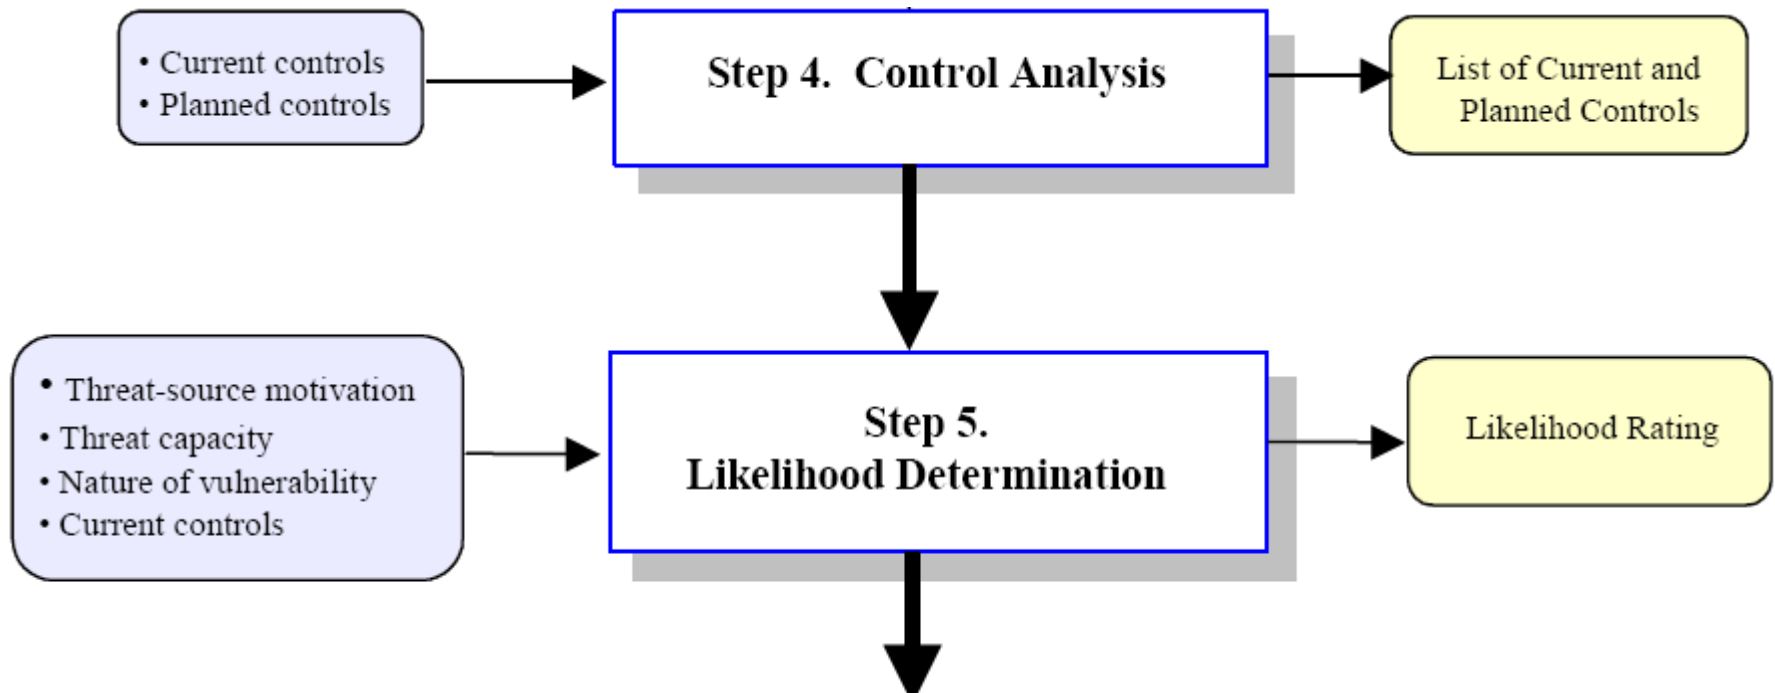 • Current controls
• Planned controls
Step 4. Control Analysis
List of Current and
Planned Controls
• Threat-source motivation
• Threat capacity
• Nature of vulnerability
• Current controls
Step 5.
Likelihood Determination
Likelihood Rating